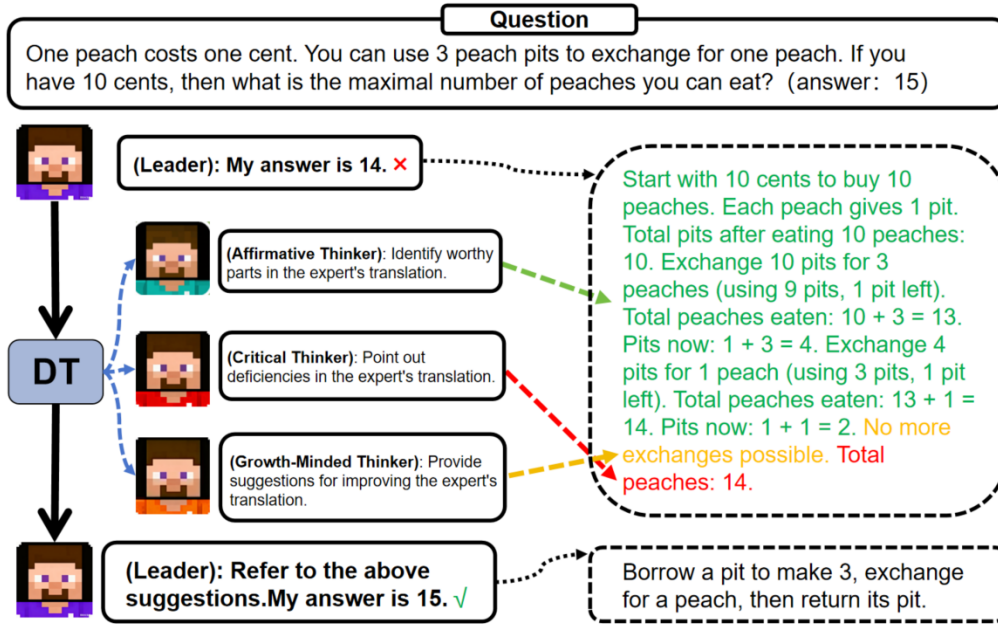 Question
One peach costs one cent. You can use 3 peach pits to exchange for one peach. If you
have 10 cents, then what is the maximal number of peaches you can eat? (answer: 15)
(Leader): My answer is 14. ×
Start with 10 cents to buy 10
peaches. Each peach gives 1 pit.
Total pits after eating 10 peaches:
10. Exchange 10 pits for 3
peaches (using 9 pits, 1 pit left).
Total peaches eaten: 10 + 3 = 13.
Pits now: 1 + 3 = 4. Exchange 4
pits for 1 peach (using 3 pits, 1 pit
left). Total peaches eaten: 13 + 1 =
14. Pits now: 1 + 1 = 2. No more
exchanges possible. Total
peaches: 14.
(Affirmative Thinker): Identify worthy
parts in the expert's translation.
DT
(Critical Thinker): Point out
deficiencies in the expert's translation.
(Growth-Minded Thinker): Provide
suggestions for improving the expert's
translation.
(Leader): Refer to the above
suggestions.My answer is 15. √
Borrow a pit to make 3, exchange
for a peach, then return its pit.